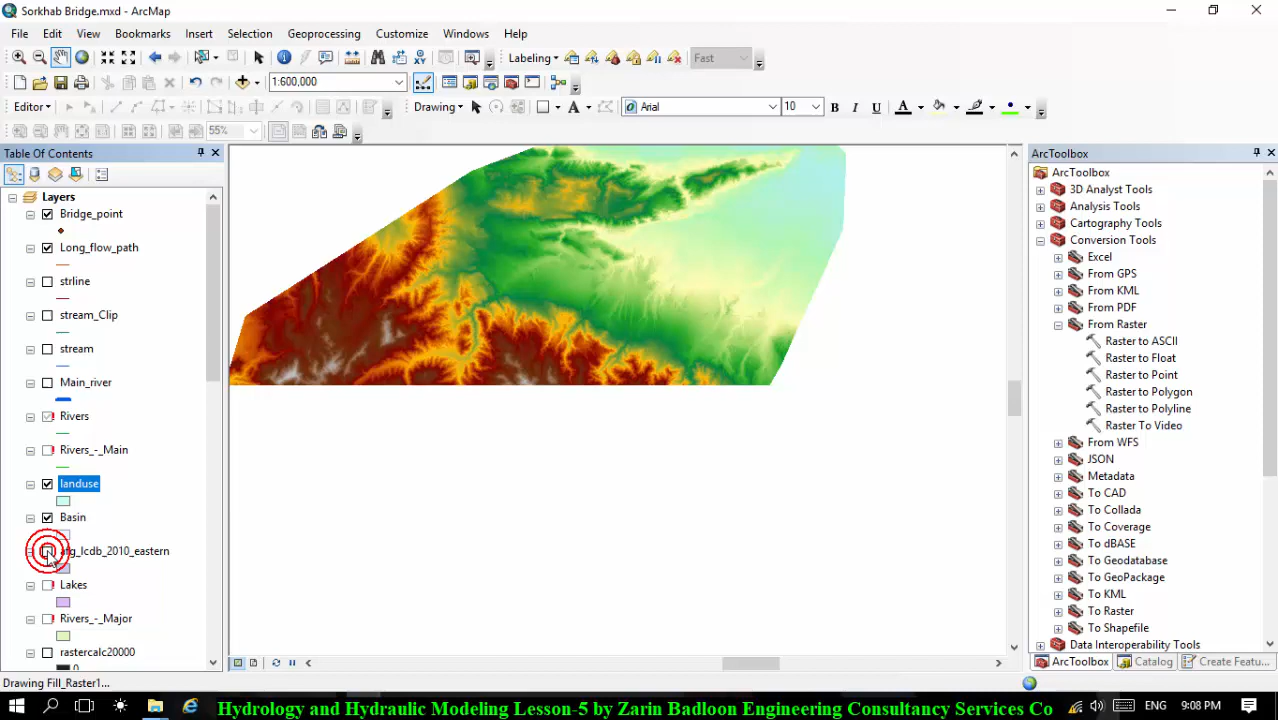 Sorkhab Bridge.mxd - ArcMap
File Edit View Bookmarks Insert Selection Geoprocessing Customize Windows Help
Labeling Fast
1:600,000
Editor Drawing Arial 10 B I U A
55%
Table Of Contents
Layers
Bridge_point
Long_flow_path
strline
stream_Clip
stream
Main_river
Rivers
Rivers_-_Main
landuse
Basin
afg_lcdb_2010_eastern
Lakes
Rivers_-_Major
rastercalc20000
0
Drawing Fill_Raster1...
ArcToolbox
ArcToolbox
3D Analyst Tools
Analysis Tools
Cartography Tools
Conversion Tools
Excel
From GPS
From KML
From PDF
From Raster
Raster to ASCII
Raster to Float
Raster to Point
Raster to Polygon
Raster to Polyline
Raster To Video
From WFS
JSON
Metadata
To CAD
To Collada
To Coverage
To dBASE
To Geodatabase
To GeoPackage
To KML
To Raster
To Shapefile
Data Interoperability Tools
ArcToolbox Catalog Create Featu...
Hydrology and Hydraulic Modeling Lesson-5 by Zarin Badloon Engineering Consultancy Services Co
ENG 9:08 PM